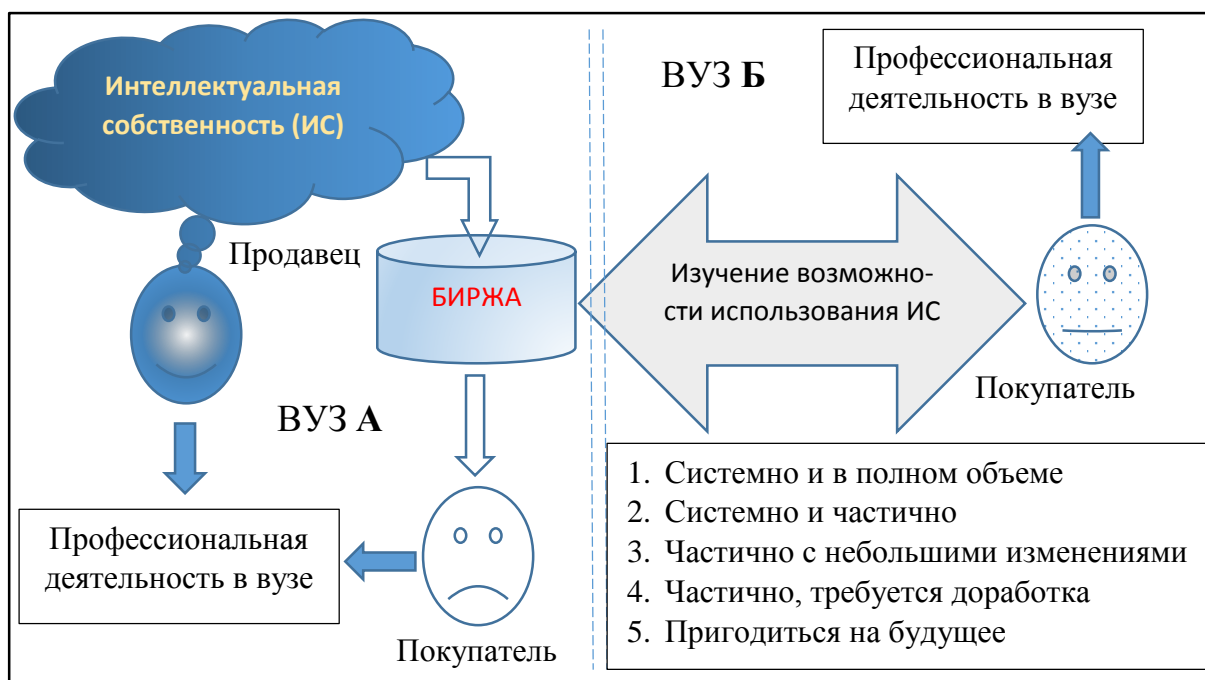 Интеллектуальная
собственность (ИС)
Продавец
БИРЖА
ВУЗ А
Профессиональная
деятельность в вузе
Покупатель
ВУЗ Б
Профессиональная
деятельность в вузе
Изучение возможно-
сти использования ИС
Покупатель
1. Системно и в полном объеме
2. Системно и частично
3. Частично с небольшими изменениями
4. Частично, требуется доработка
5. Пригодиться на будущее